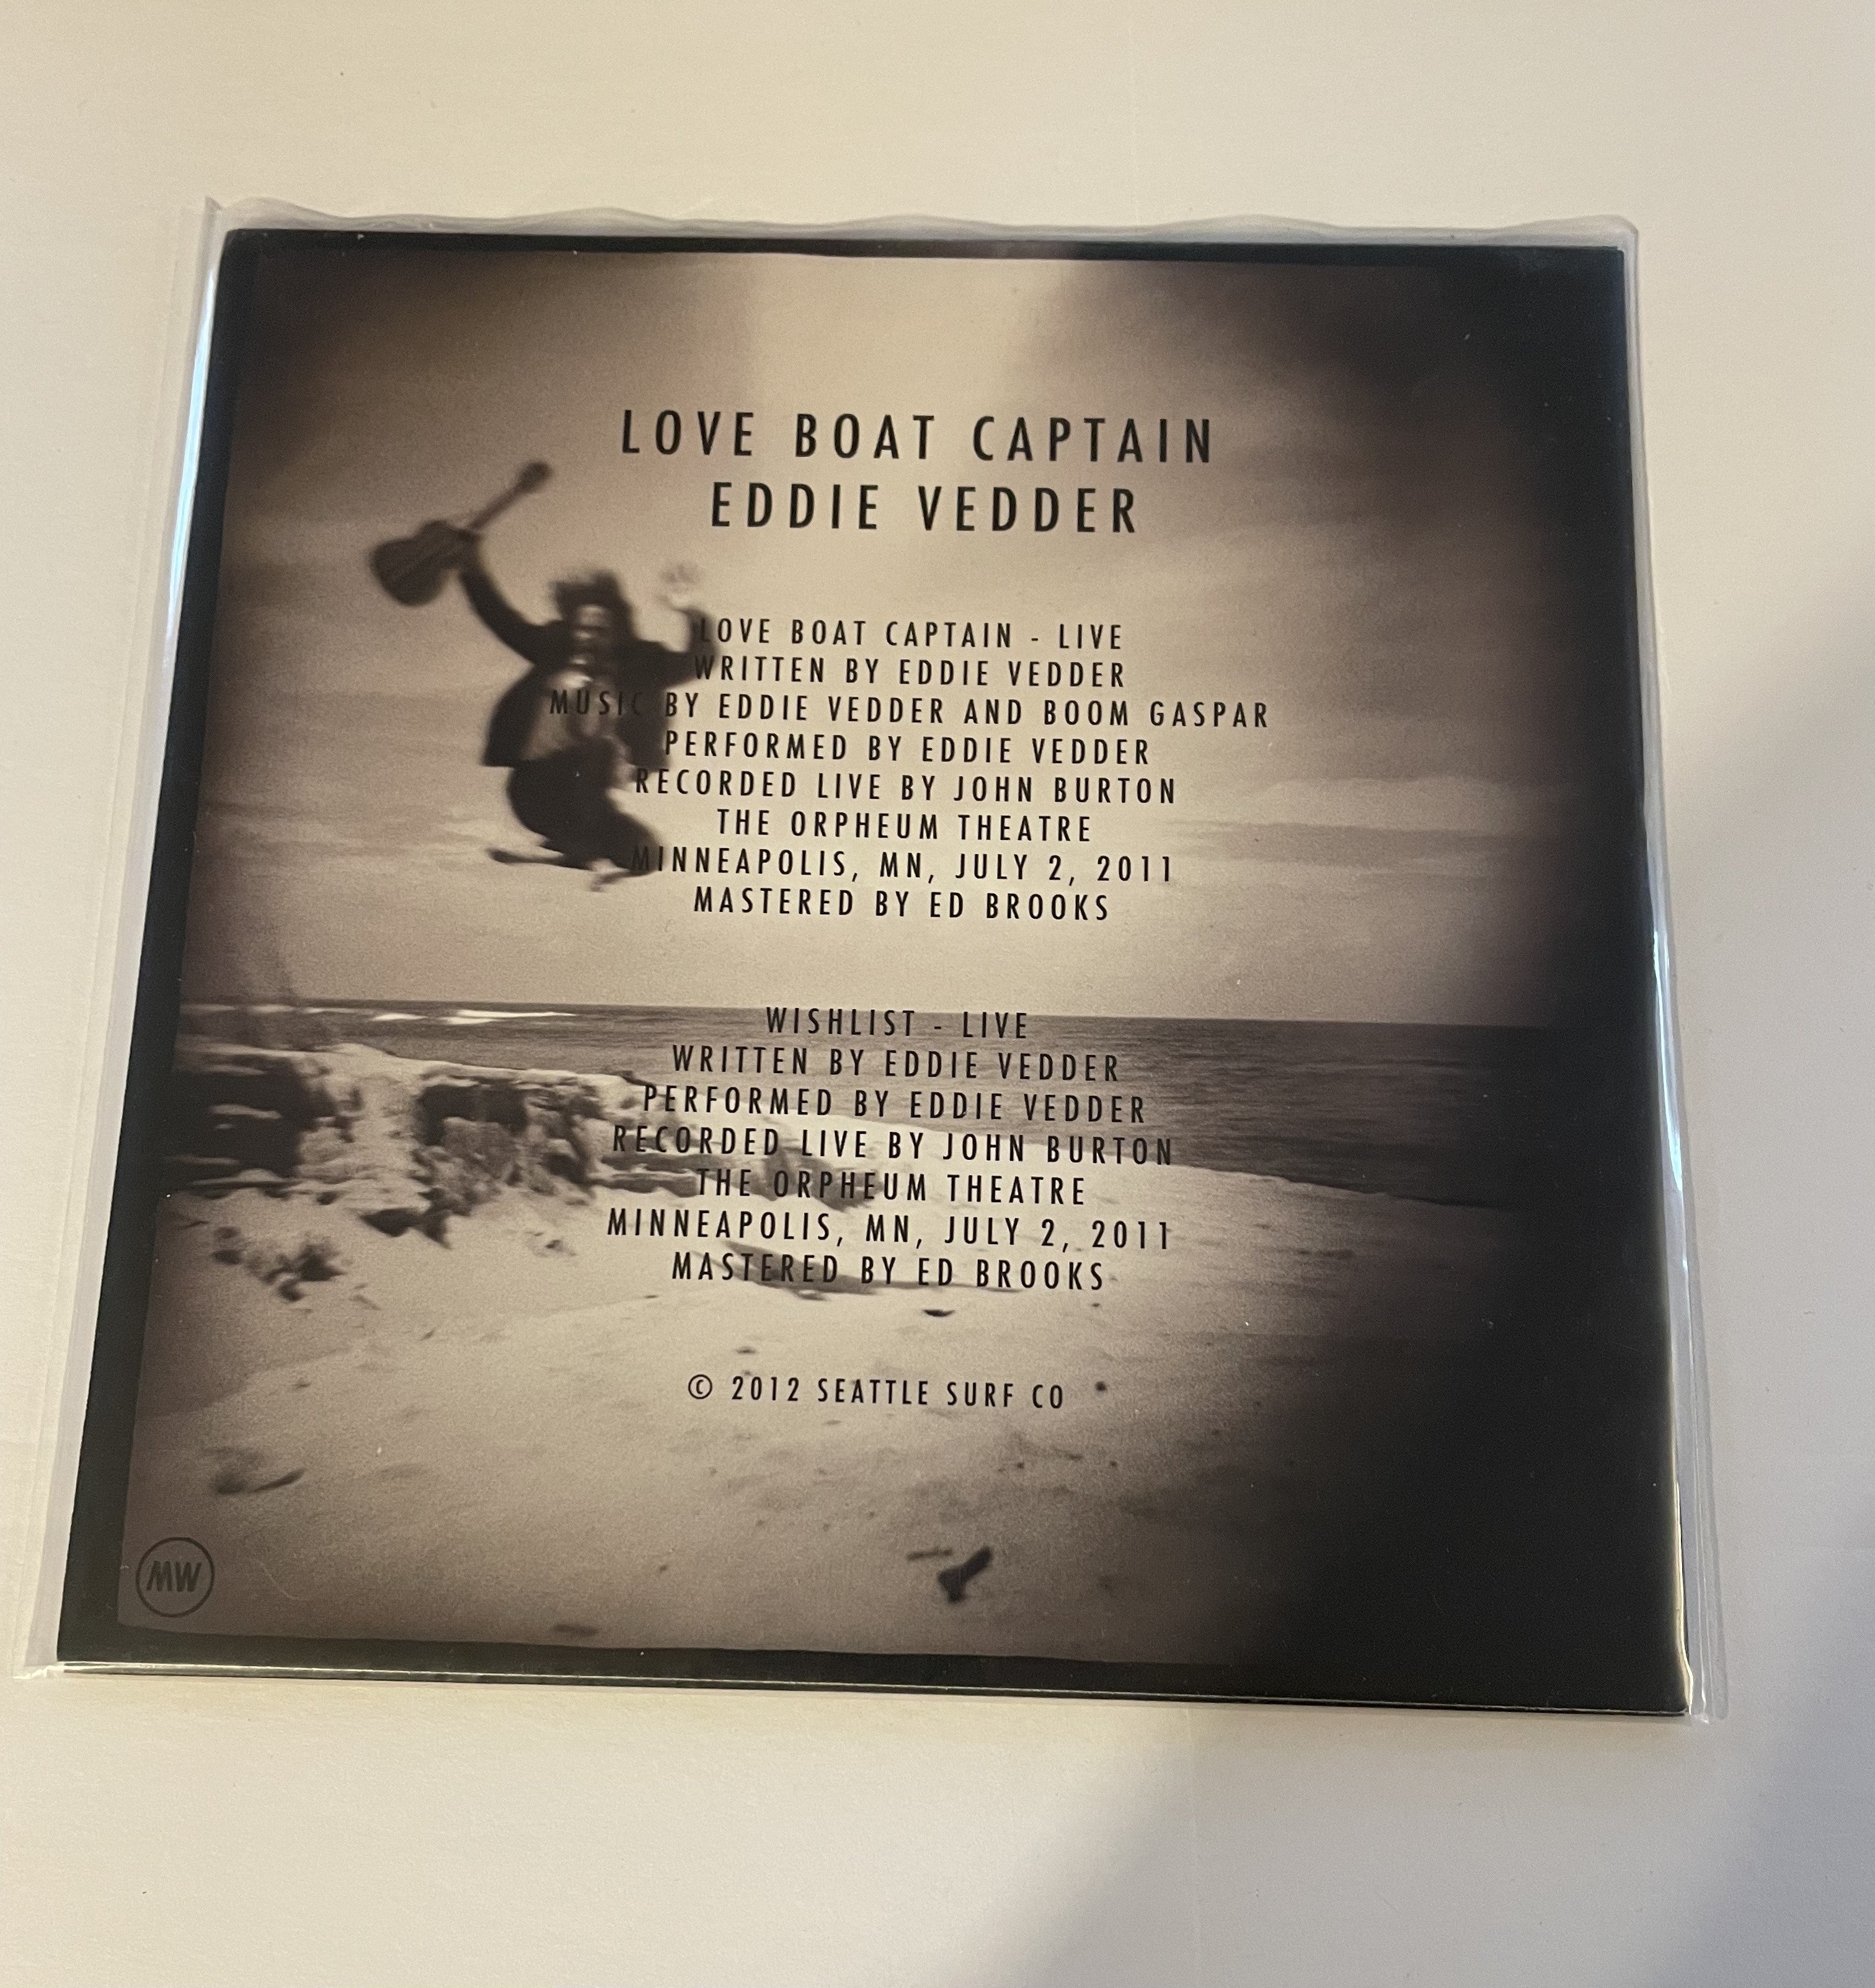 LOVE BOAT CAPTAIN
EDDIE VEDDER
LOVE BOAT CAPTAIN - LIVE
WRITTEN BY EDDIE VEDDER
MUSIC BY EDDIE VEDDER AND BOOM GASPAR
PERFORMED BY EDDIE VEDDER
RECORDED LIVE BY JOHN BURTON
THE ORPHEUM THEATRE
MINNEAPOLIS, MN, JULY 2, 2011
MASTERED BY ED BROOKS
WISHLIST - LIVE
WRITTEN BY EDDIE VEDDER
PERFORMED BY EDDIE VEDDER
RECORDED LIVE BY JOHN BURTON
THE ORPHEUM THEATRE
MINNEAPOLIS, MN, JULY 2, 2011
MASTERED BY ED BROOKS
© 2012 SEATTLE SURF CO
MW